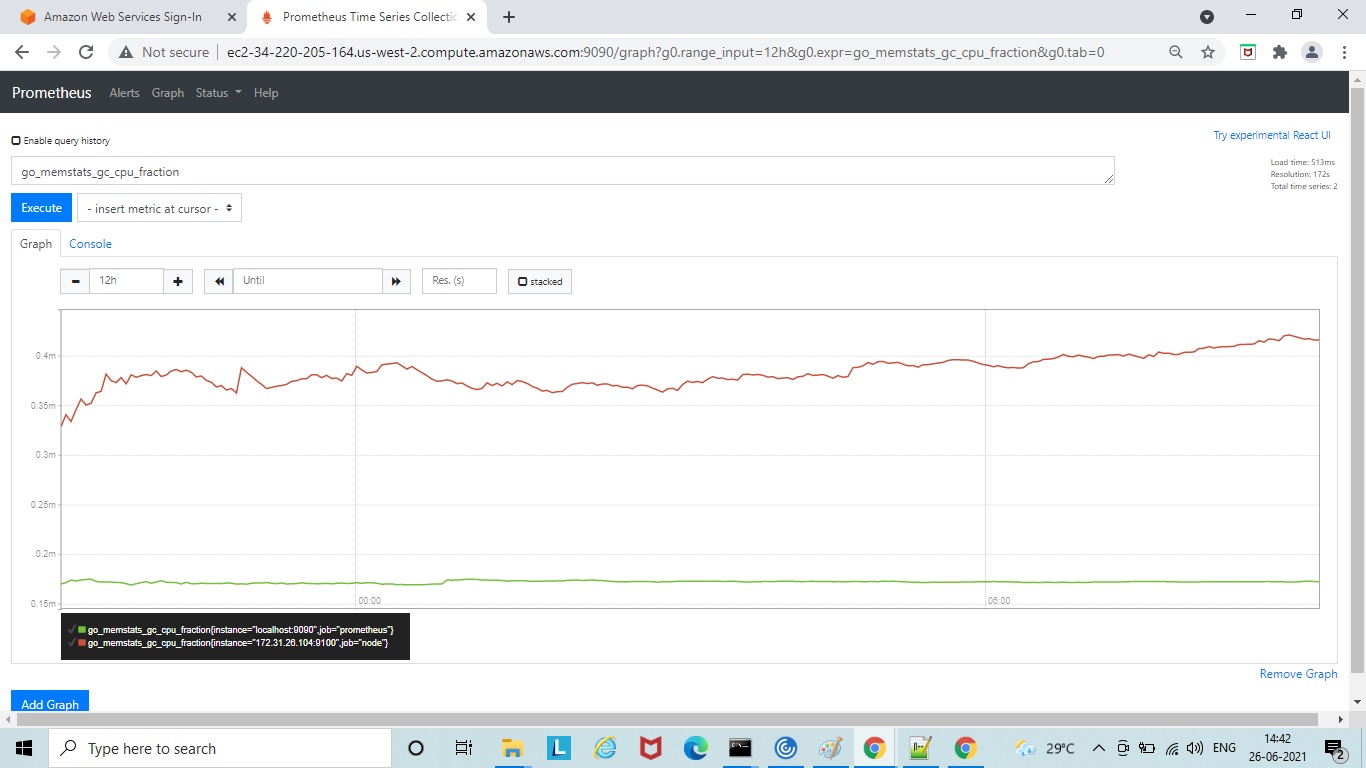 Amazon Web Services Sign-In
Prometheus Time Series Collectic
Not secure
ec2-34-220-205-164.us-west-2.compute.amazonaws.com:9090/graph?g0.range_input=12h&g0.expr=go_memstats_gc_cpu_fraction&g0.tab=0
Prometheus Alerts Graph Status Help
Enable query history
Try experimental React UI
go_memstats_gc_cpu_fraction
Load time: 513ms
Resolution: 172s
Total time series: 2
Execute - insert metric at cursor -
Graph Console
12h Until Res. (s) stacked
0.4m
0.35m
0.3m
0.25m
0.2m
0.15m
00:00 06:00
go_memstats_gc_cpu_fraction{instance="localhost:9090",job="prometheus"}
go_memstats_gc_cpu_fraction{instance="172.31.26.104:9100",job="node"}
Remove Graph
Add Graph
Type here to search
L
29°C
ENG
14:42
26-06-2021
2